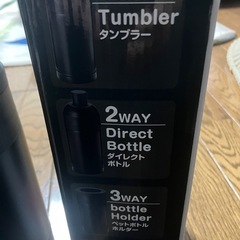 Tumbler
タンブラー
2WAY
Direct
Bottle
ダイレクト
ボトル
3WAY
bottle
Holder
ペットボトル
ホルダー